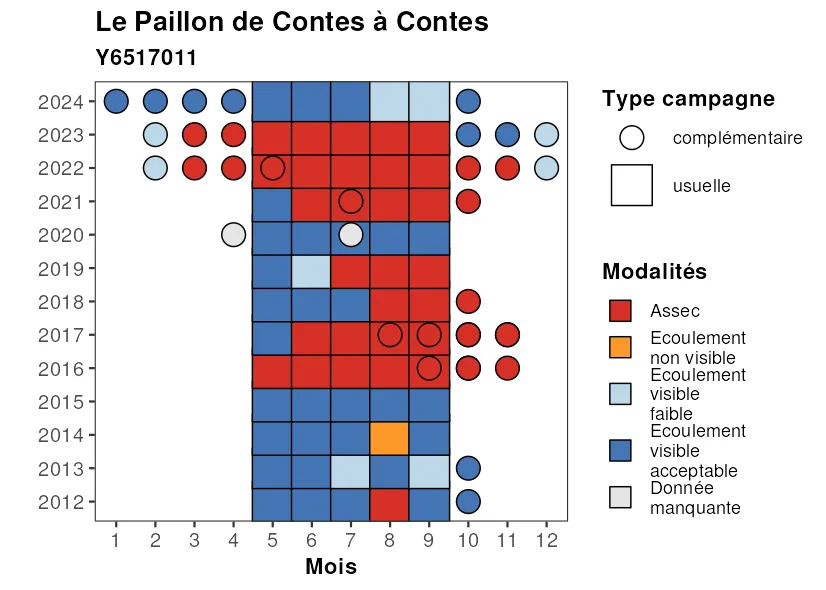 Le Paillon de Contes à Contes
Y6517011
2024
2023
2022
2021
2020
2019
2018
2017
2016
2015
2014
2013
2012
1 2 3 4 5 6 7 8 9 10 11 12
Mois
Type campagne
complémentaire
usuelle
Modalités
Assec
Ecoulement
non visible
Ecoulement
visible
faible
Ecoulement
visible
acceptable
Donnée
manquante